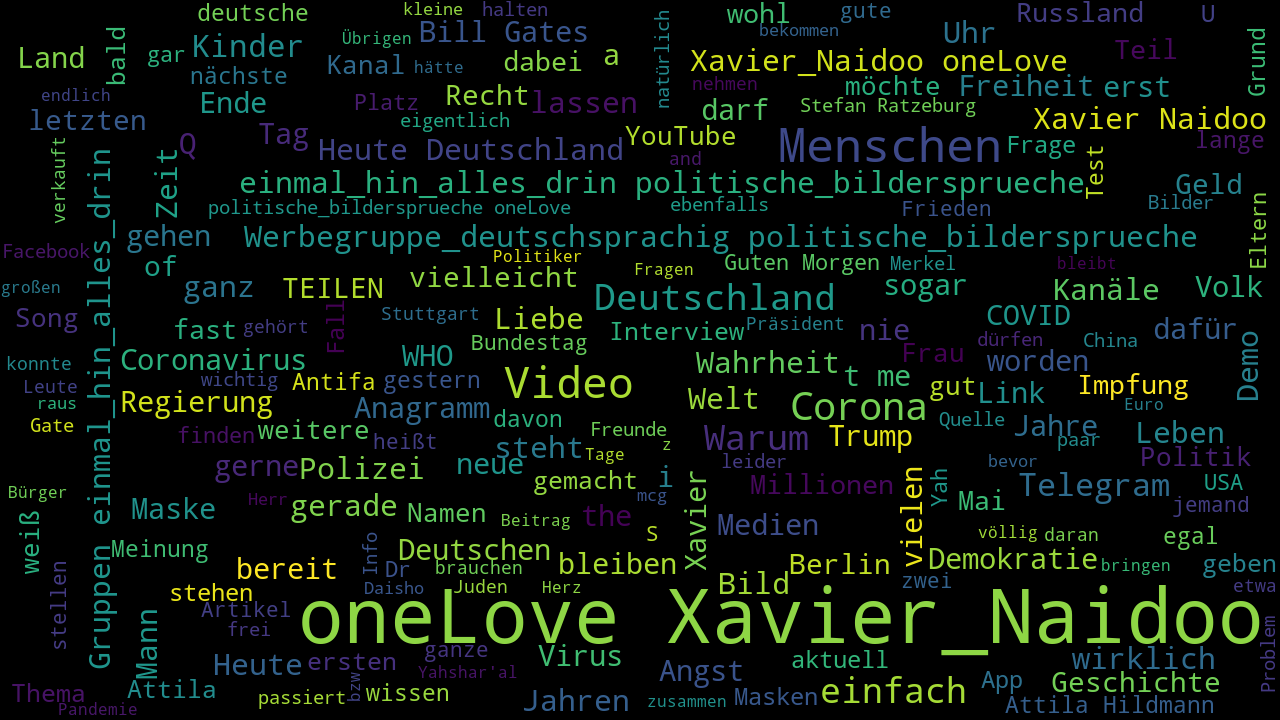 deutsche
kleine
halten
wohl
gute
Russland
U
bekommen
Land
bald
gar
Kinder
Übrigen
Bill Gates
Uhr
Teil
Grund
nächste
Kanal
hätte
dabei
a
natürlich
Xavier_Naidoo oneLove
endlich
Ende
Platz
Recht
lassen
nehmen
möchte
Freiheit
erst
letzten
eigentlich
darf
Stefan Ratzeburg
Xavier Naidoo
Q
Tag
Heute Deutschland
YouTube
and
Menschen
Frage
Test
lange
verkauft
Zeit
einmal_hin_alles_drin politische_bildersprueche
Geld
politische_bildersprueche oneLove
ebenfalls
Frieden
Bilder
Eltern
gehen
Werbegruppe_deutschsprachig politische_bildersprueche
Facebook
of
Politiker
Fragen
Guten Morgen
Merkel
bleibt
großen
ganz
TEILEN
vielleicht
Deutschland
sogar
Kanäle
Volk
Song
fast
gehört
Fall
Stuttgart
Liebe
Bundestag
Interview
Präsident
nie
COVID
dürfen
China
dafür
Demo
konnte
Coronavirus
WHO
Wahrheit
Frau
worden
Leute
wichtig
Antifa
gestern
Video
t me
gut
Link
Impfung
raus
Regierung
Anagramm
davon
Welt
Corona
Quelle
Euro
Gate
finden
weitere
heißt
steht
Freunde
z
Warum
Trump
Jahre
paar
Leben
gerne
Polizei
neue
Tage
i
leider
bevor
Politik
Bürger
gemacht
mcg
Millionen
vielen
Yah
Telegram
USA
Maske
Herr
gerade
Namen
Beitrag
the
Xavier
Mai
jemand
weiß
Meinung
S
Medien
völlig
daran
egal
Gruppen einmal_hin_alles_drin
bereit
Info
Deutschen
Dr
brauchen
bleiben
Berlin
Demokratie
bringen
geben
stellen
stehen
Daisho
Juden
Herz
Bild
zwei
etwa
Artikel
frei
oneLove Xavier_Naidoo
Mann
Heute
ersten
ganze
Virus
Angst
aktuell
wirklich
Problem
Thema
Attila
bzw
Yahshar'al
App
Geschichte
Pandemie
passiert
wissen
Jahren
zusammen
Masken
einfach
Attila Hildmann